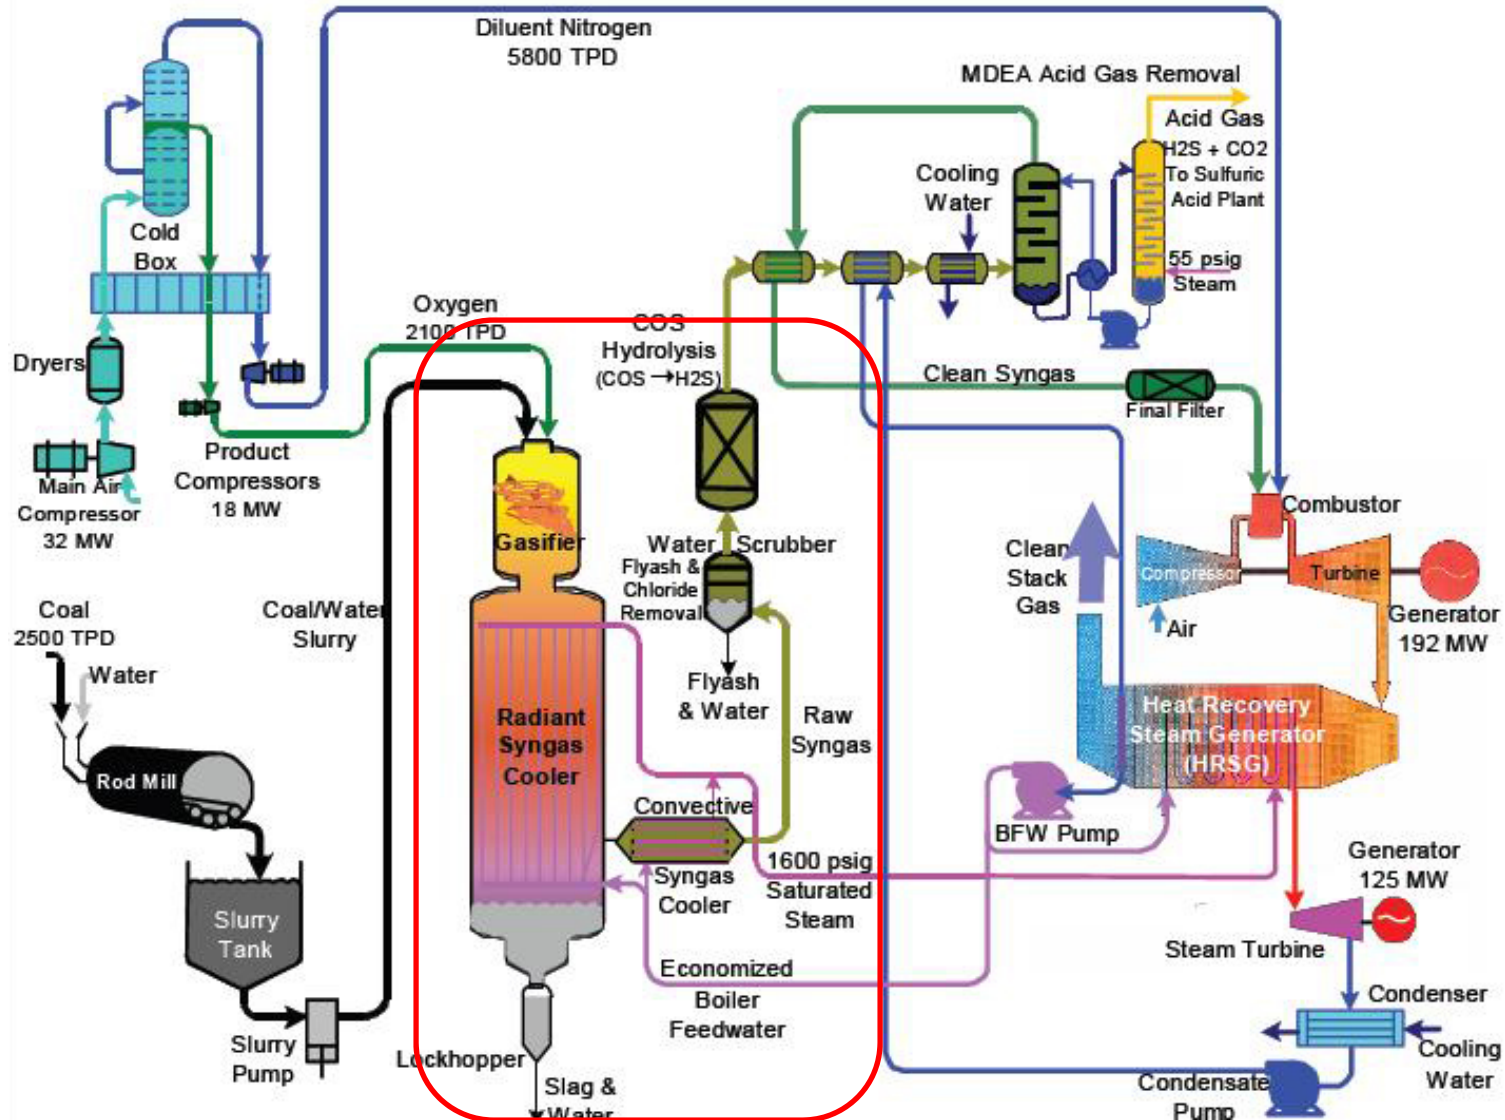 Diluent Nitrogen
5800 TPD
MDEA Acid Gas Removal
Acid Gas
H2S + CO2
To Sulfuric
Acid Plant
Cooling
Water
55 psig
Steam
Cold
Box
Oxygen
2100 TPD
COS
Hydrolysis
(COS →H2S)
Dryers
Clean Syngas
Final Filter
Product
Compressors
18 MW
Main Air
Compressor
32 MW
Combustor
Gasifier
Water Scrubber
Flyash &
Chloride
Removal
Clean
Stack
Gas
Compressor
Turbine
Generator
192 MW
Air
Coal
2500 TPD
Water
Coal/Water
Slurry
Flyash
& Water
Raw
Syngas
Radiant
Syngas
Cooler
Heat Recovery
Steam Generator
(HRSG)
Rod Mill
Convective
Syngas
Cooler
BFW Pump
1600 psig
Saturated
Steam
Generator
125 MW
Slurry
Tank
Steam Turbine
Economized
Boiler
Feedwater
Condenser
Cooling
Water
Slurry
Pump
Lockhopper
Slag &
Water
Condensate
Pump